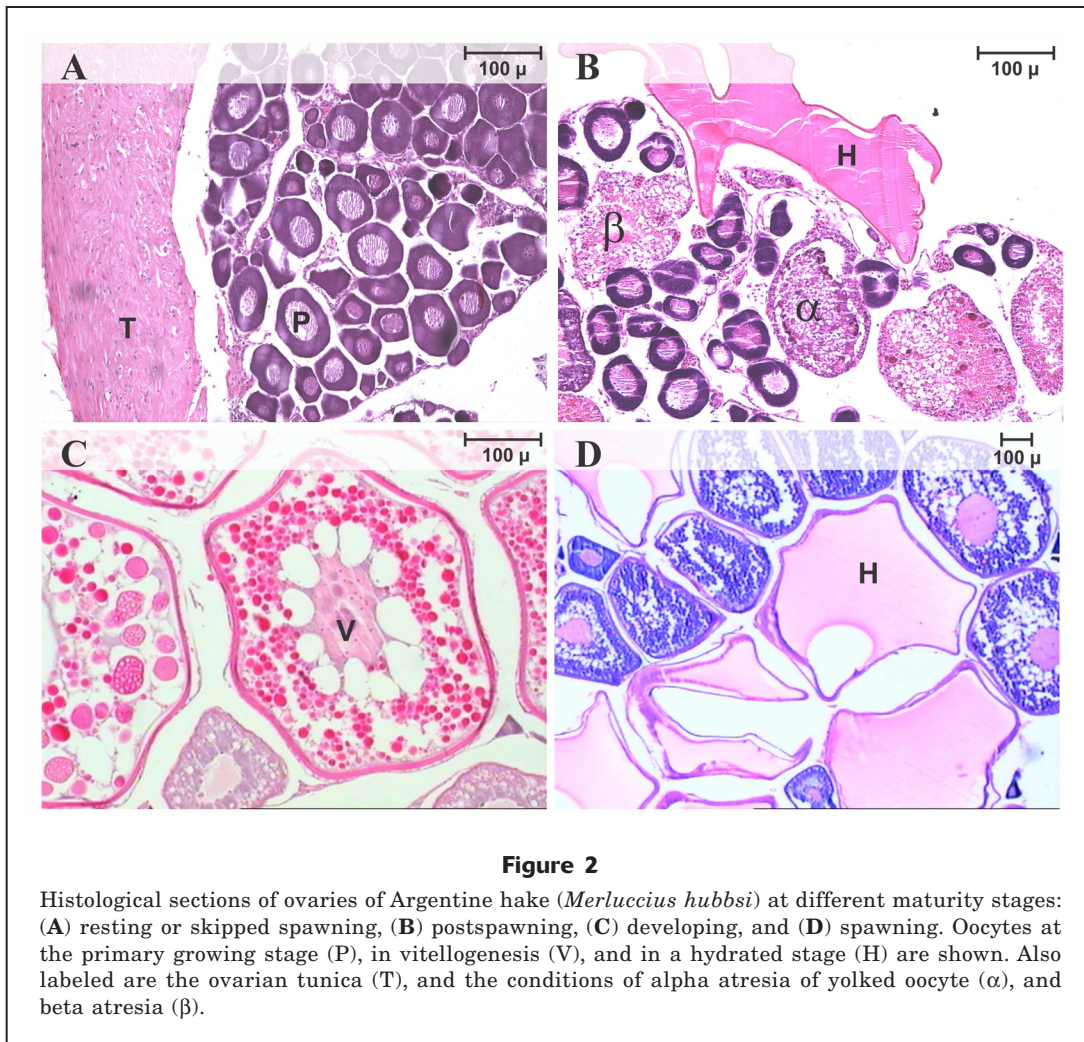 A
100 µ
B
100 µ
H
β
α
T
P
C
100 µ
D
100 µ
V
H
Figure 2
Histological sections of ovaries of Argentine hake (Merluccius hubbsi) at different maturity stages:
(A) resting or skipped spawning, (B) postspawning, (C) developing, and (D) spawning. Oocytes at
the primary growing stage (P), in vitellogenesis (V), and in a hydrated stage (H) are shown. Also
labeled are the ovarian tunica (T), and the conditions of alpha atresia of yolked oocyte (α), and
beta atresia (β).